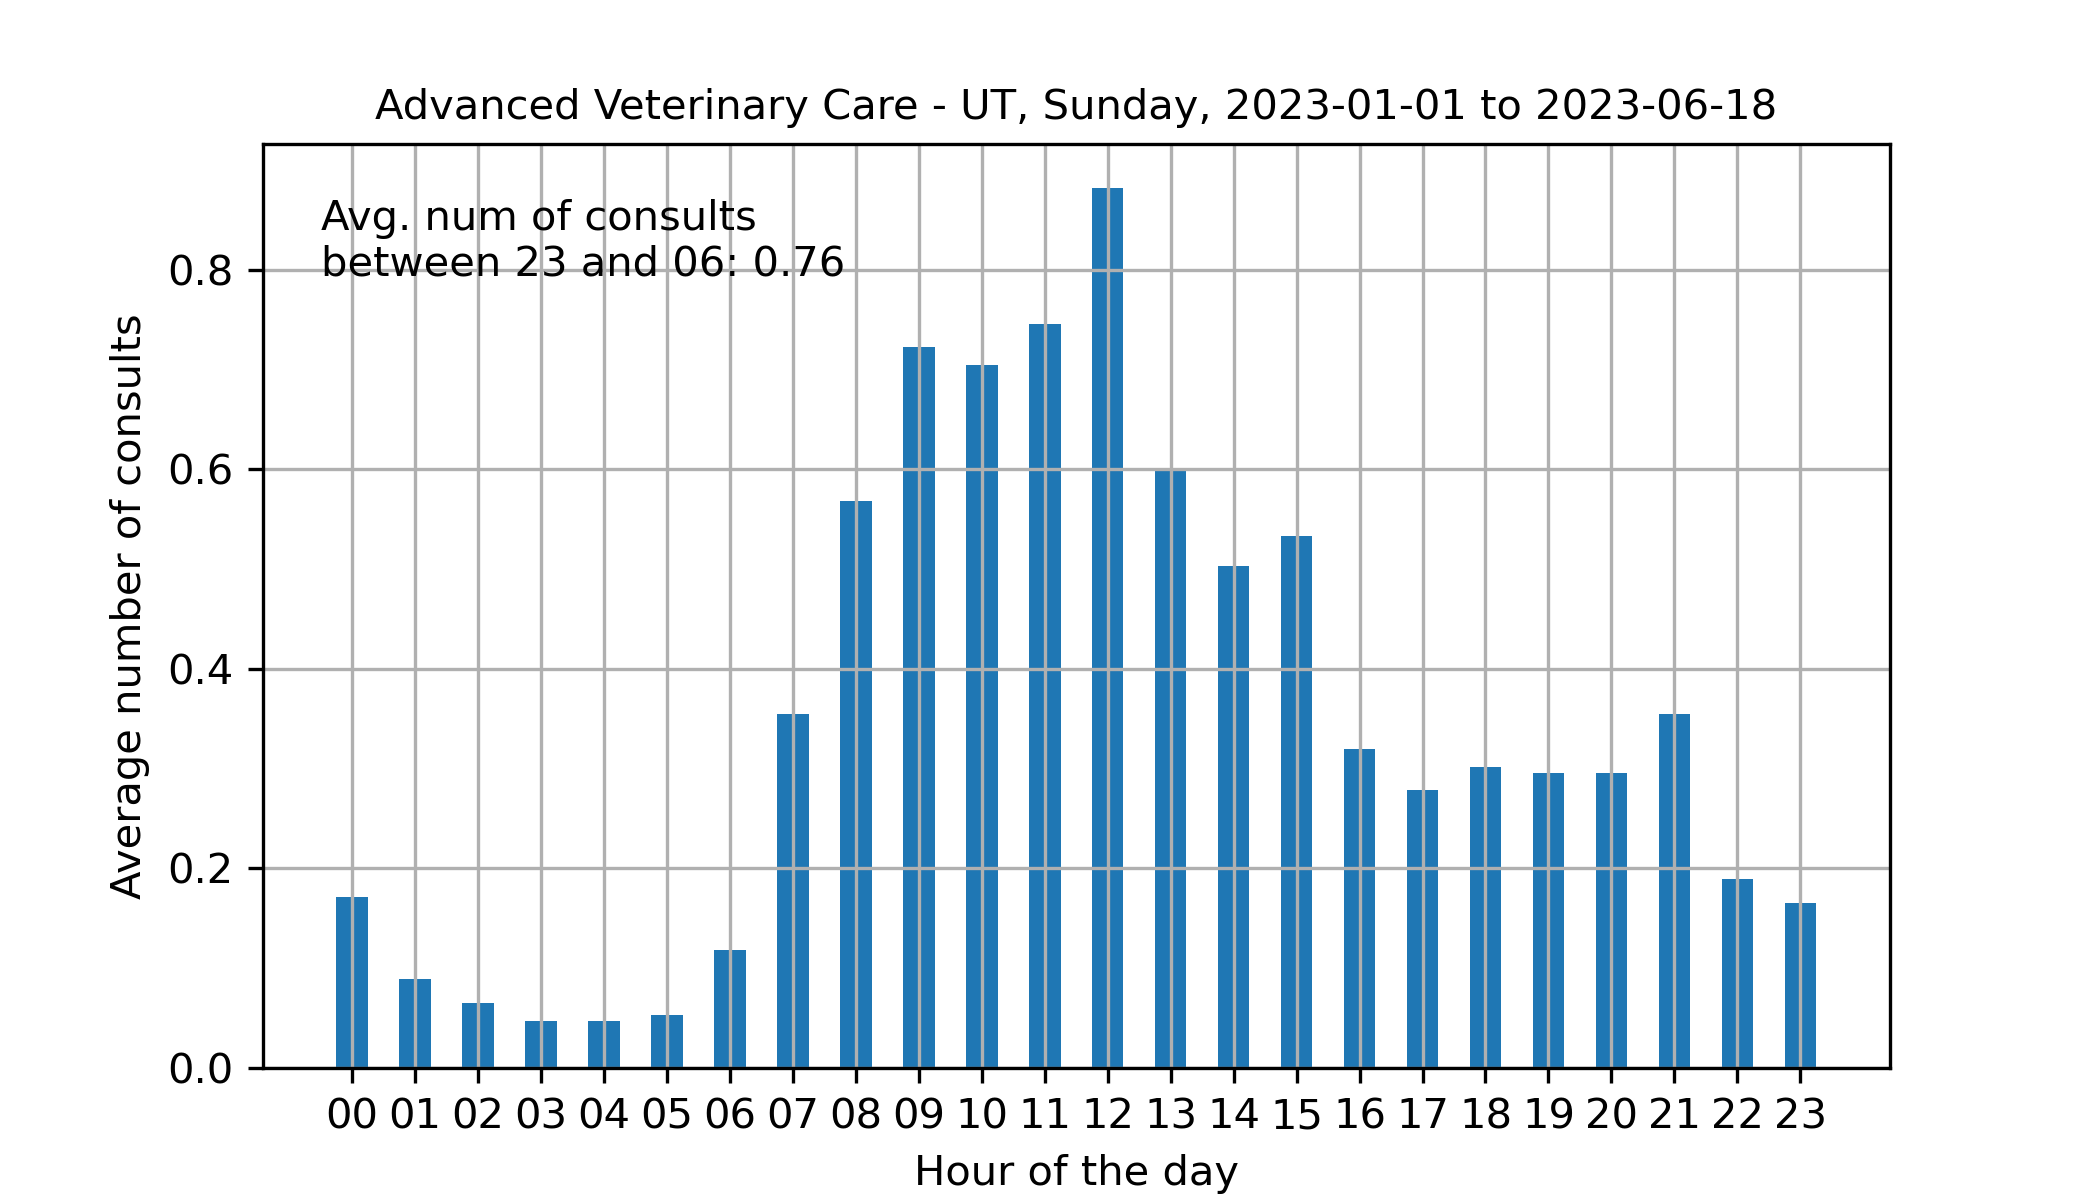 Advanced Veterinary Care - UT, Sunday, 2023-01-01 to 2023-06-18
Avg. num of consults
between 23 and 06: 0.76
Average number of consults
0.8
0.6
0.4
0.2
0.0
00 01 02 03 04 05 06 07 08 09 10 11 12 13 14 15 16 17 18 19 20 21 22 23
Hour of the day